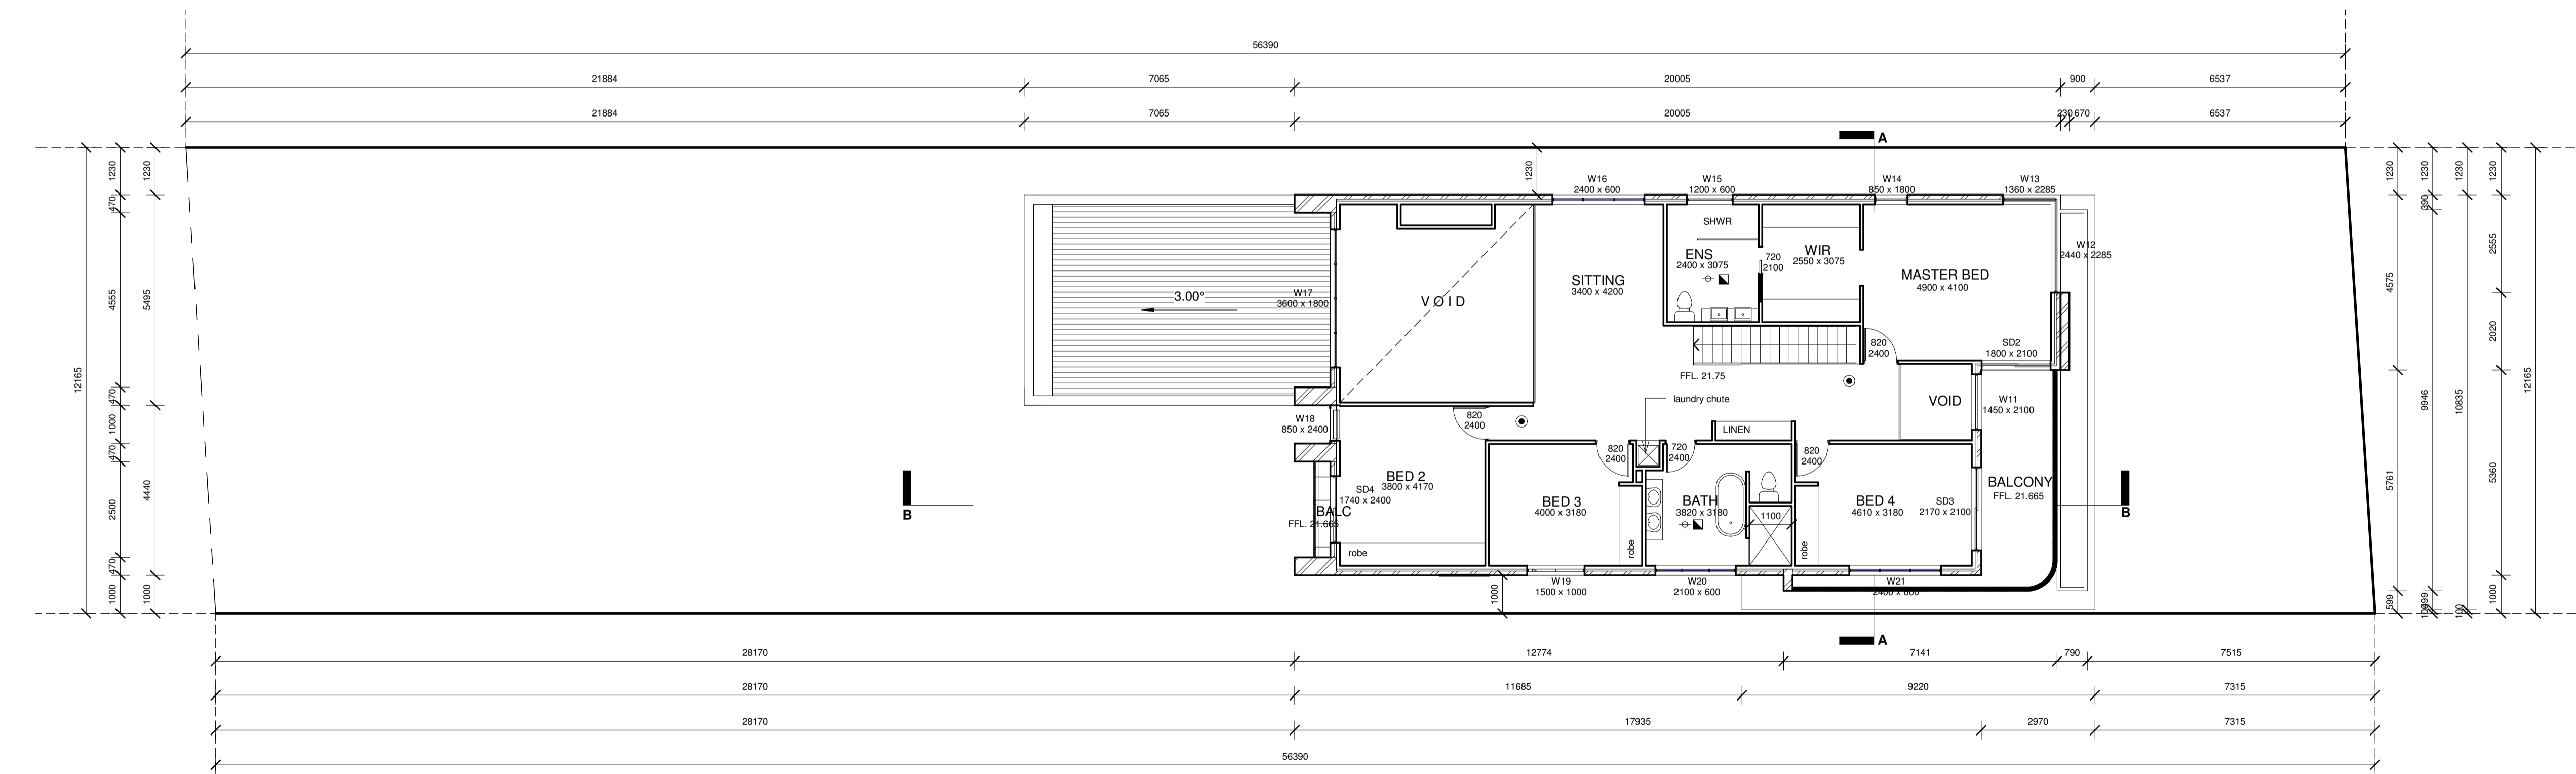 56390
21884
7065
20005
900
6537
21884
7065
20005
230
670
6537
A
12165
1230
470
4555
470
1000
470
2500
470
1000
1230
5495
4440
1000
1230
W16
2400 x 600
W15
1200 x 600
W14
850 x 1800
W13
1360 x 2285
SHWR
ENS
2400 x 3075
720
2100
WIR
2550 x 3075
MASTER BED
4900 x 4100
W12
2440 x 2285
SITTING
3400 x 4200
VOID
3.00°
W17
3600 x 1800
820
2400
SD2
1800 x 2100
FFL. 21.75
laundry chute
VOID
W11
1450 x 2100
W18
850 x 2400
820
2400
LINEN
820
2400
720
2400
820
2400
BED 2
3800 x 4170
SD4
1740 x 2400
BALC
FFL. 21.665
robe
BED 3
4000 x 3180
robe
BATH
3820 x 3180
1100
robe
BED 4
4610 x 3180
SD3
2170 x 2100
BALCONY
FFL. 21.665
B
B
W19
1500 x 1000
W20
2100 x 600
W21
2400 x 600
1000
A
1230
4575
5761
599
1230
390
9946
499
100
1230
10835
100
1230
2555
2020
5360
1000
12165
28170
12774
7141
790
7515
28170
11685
9220
7315
28170
17935
2970
7315
56390